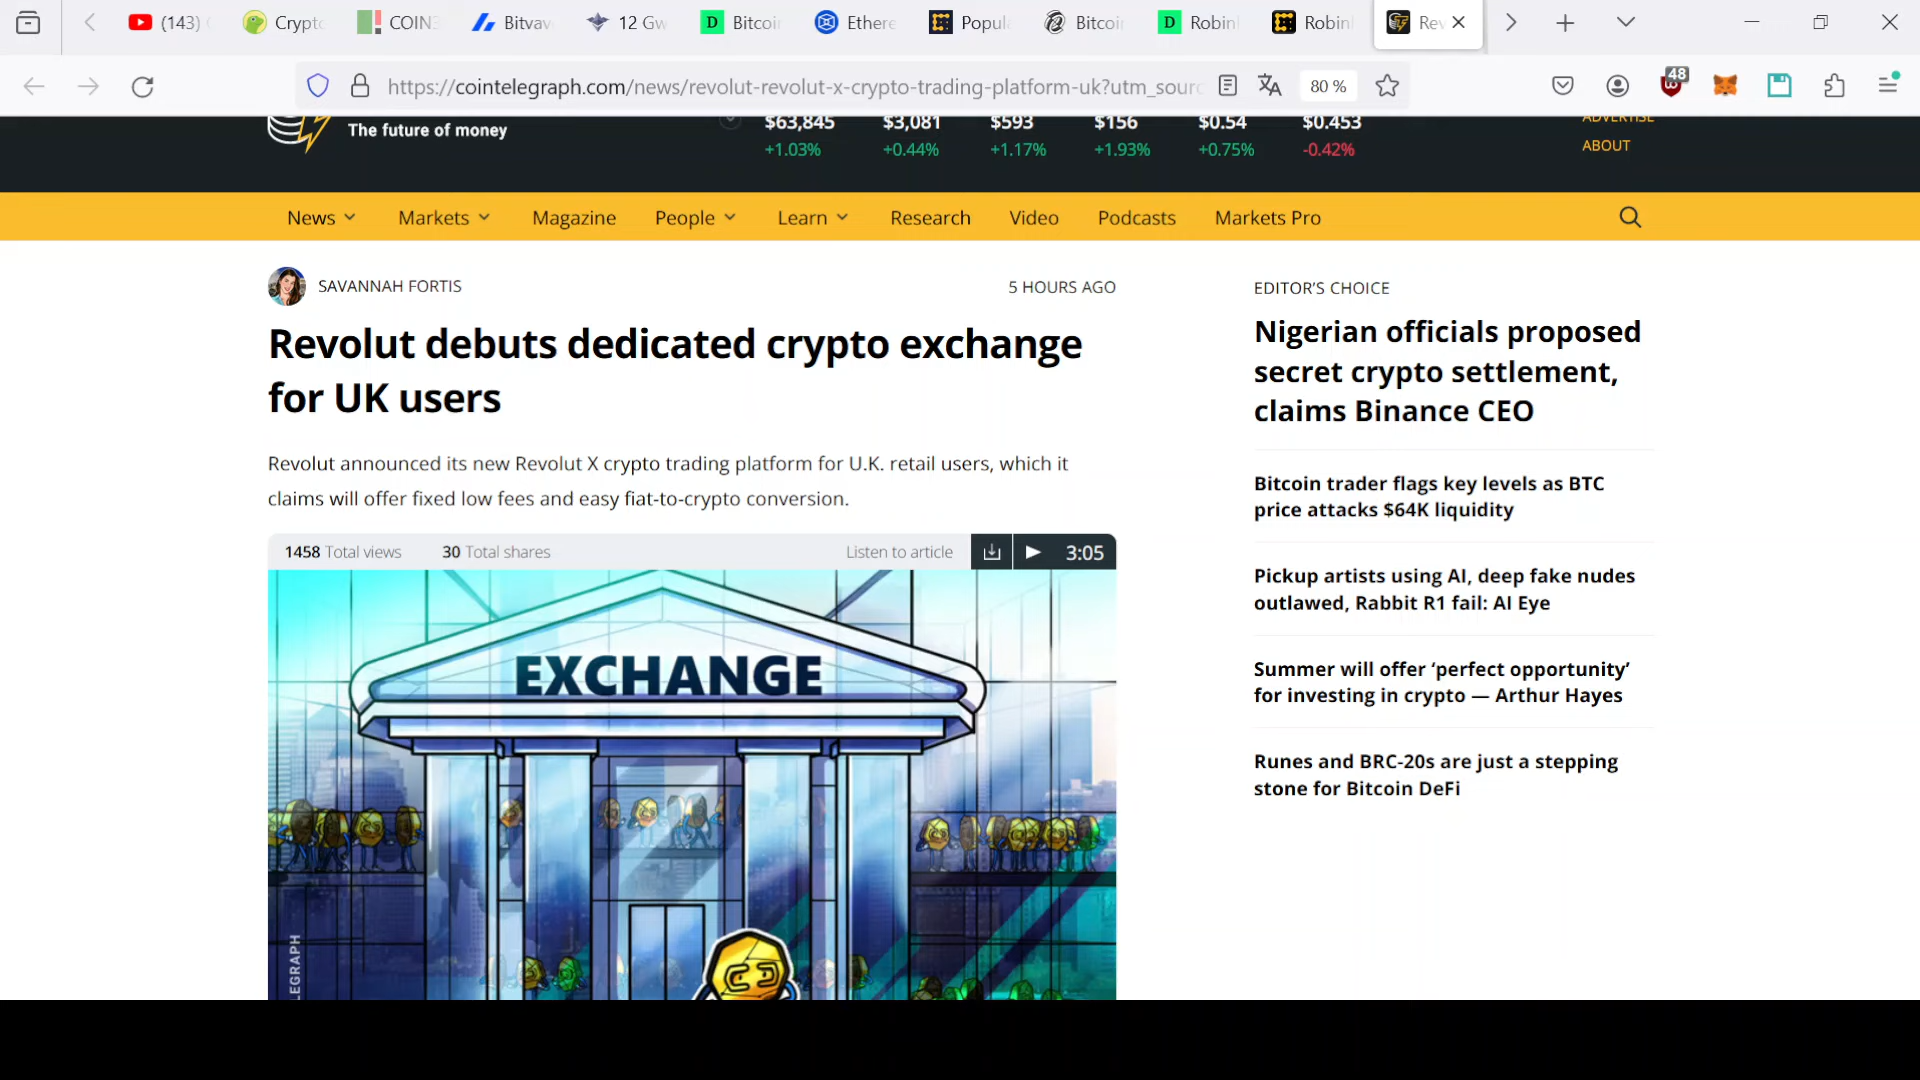 (143)
Crypto
COIN
Bitvav
12 Gw
Bitcoi
Ethere
Popul
Bitcoi
Robin
Robin
Rev
https://cointelegraph.com/news/revolut-revolut-x-crypto-trading-platform-uk?utm_sourc
80 %
48
The future of money
$63,845 $3,081 $593 $156 $0.54 $0.453
+1.03% +0.44% +1.17% +1.93% +0.75% -0.42%
ADVERTISE
ABOUT
News Markets Magazine People Learn Research Video Podcasts Markets Pro
SAVANNAH FORTIS
5 HOURS AGO
Revolut debuts dedicated crypto exchange
for UK users
Revolut announced its new Revolut X crypto trading platform for U.K. retail users, which it
claims will offer fixed low fees and easy fiat-to-crypto conversion.
1458 Total views 30 Total shares Listen to article 3:05
EXCHANGE
LEGRAPH
EDITOR'S CHOICE
Nigerian officials proposed
secret crypto settlement,
claims Binance CEO
Bitcoin trader flags key levels as BTC
price attacks $64K liquidity
Pickup artists using AI, deep fake nudes
outlawed, Rabbit R1 fail: AI Eye
Summer will offer ‘perfect opportunity’
for investing in crypto — Arthur Hayes
Runes and BRC-20s are just a stepping
stone for Bitcoin DeFi